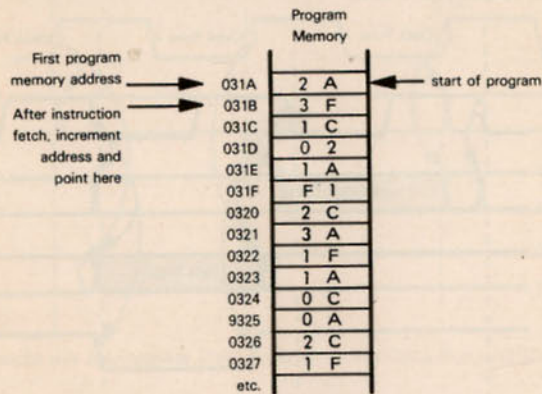 Program
Memory
First program
memory address
After instruction
fetch, increment
address and
point here
start of program
031A 2 A
031B 3 F
031C 1 C
031D 0 2
031E 1 A
031F F 1
0320 2 C
0321 3 A
0322 1 F
0323 1 A
0324 0 C
9325 0 A
0326 2 C
0327 1 F
etc.